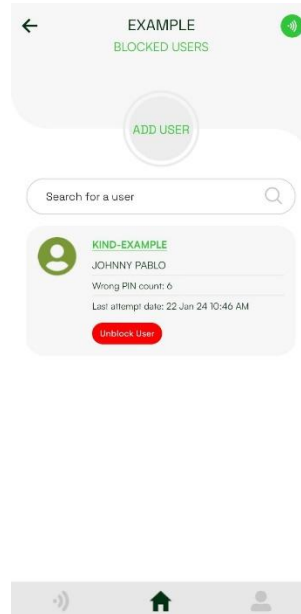 EXAMPLE
BLOCKED USERS
ADD USER
Search for a user
KIND-EXAMPLE
JOHNNY PABLO
Wrong PIN count: 6
Last attempt date: 22 Jan 24 10:46 AM
Unblock User